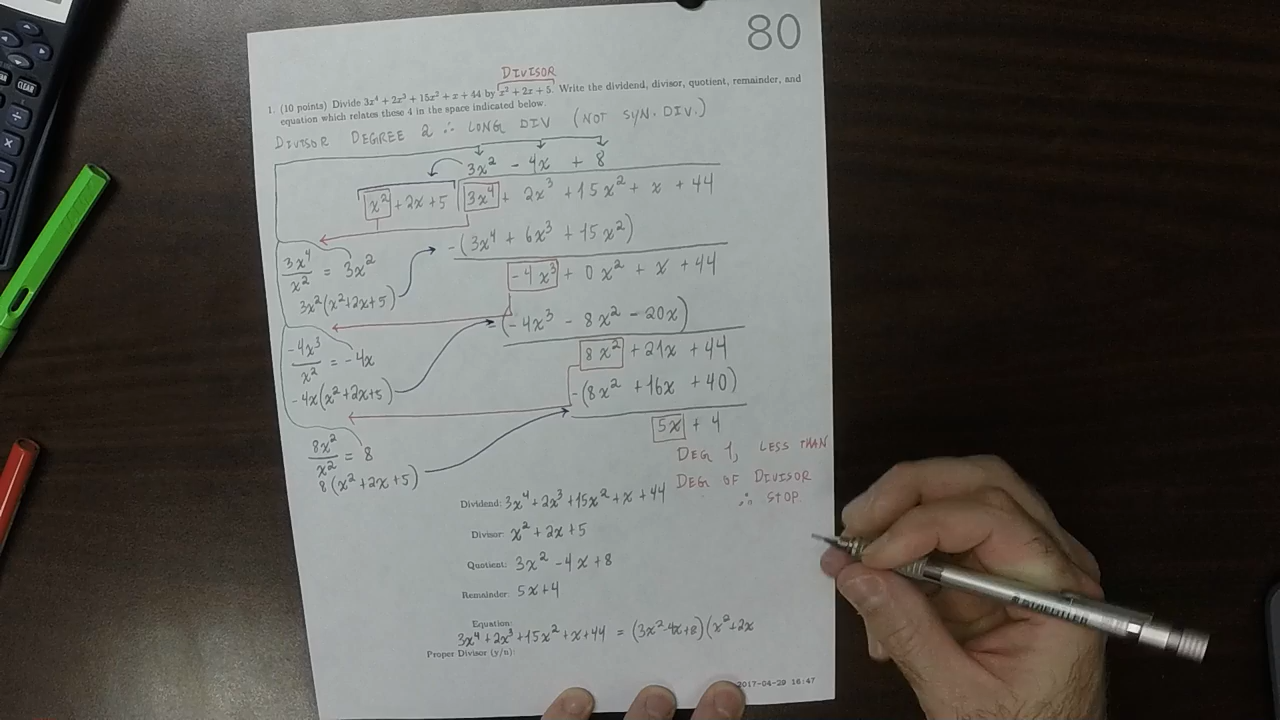 80
DIVISOR
1. (10 points) Divide 3x⁴ + 2x³ + 15x² + x + 44 by x² + 2x + 5. Write the dividend, divisor, quotient, remainder, and
equation which relates these 4 in the space indicated below.
DIVISOR DEGREE 2 ∴ LONG DIV (NOT SYN. DIV.)
3x² - 4x + 8
x² + 2x + 5 3x⁴ + 2x³ + 15x² + x + 44
-(3x⁴ + 6x³ + 15x²)
-4x³ + 0x² + x + 44
3x⁴/x² = 3x²
3x²(x²+2x+5)
-(-4x³ - 8x² - 20x)
8x² + 21x + 44
-4x³/x² = -4x
-4x(x²+2x+5)
-(8x² + 16x + 40)
5x + 4
8x²/x² = 8
8(x²+2x+5)
DEG 1, LESS THAN
DEG OF DIVISOR
∴ STOP.
Dividend: 3x⁴+2x³+15x²+x+44
Divisor: x²+2x+5
Quotient: 3x²-4x+8
Remainder: 5x+4
Equation:
3x⁴+2x³+15x²+x+44 = (3x²-4x+8)(x²+2x
Proper Divisor (y/n):
2017-04-29 16:47
CLEAR
STAEDTLER